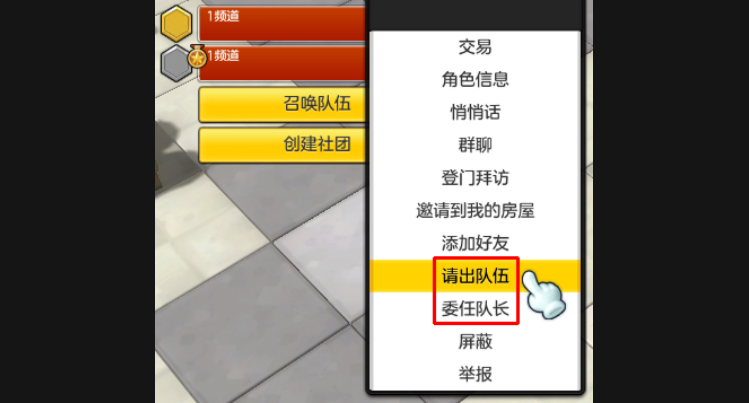 1频道
1频道
召唤队伍
创建社团
交易
角色信息
悄悄话
群聊
登门拜访
邀请到我的房屋
添加好友
请出队伍
委任队长
屏蔽
举报